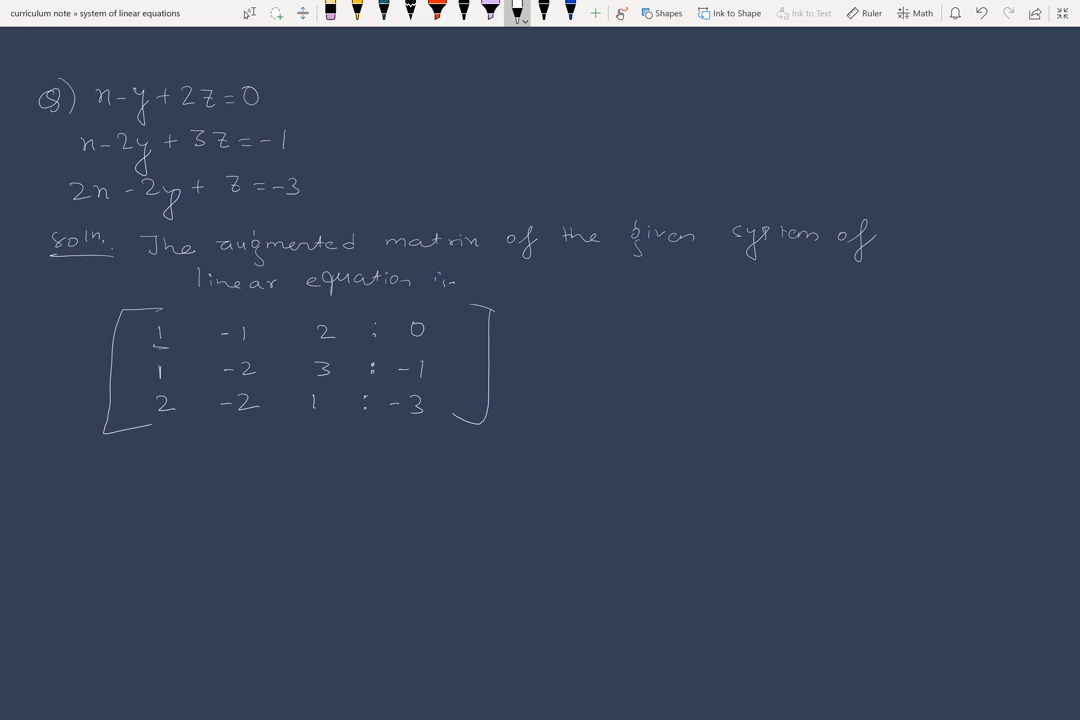 curriculum note » system of linear equations
Shapes Ink to Shape Ink to Text Ruler Math
Q) x-y+2z=0
x-2y+3z=-1
2x-2y+z=-3
soln. The augmented matrix of the given system of
linear equation is
1 -1 2 : 0
1 -2 3 : -1
2 -2 1 : -3